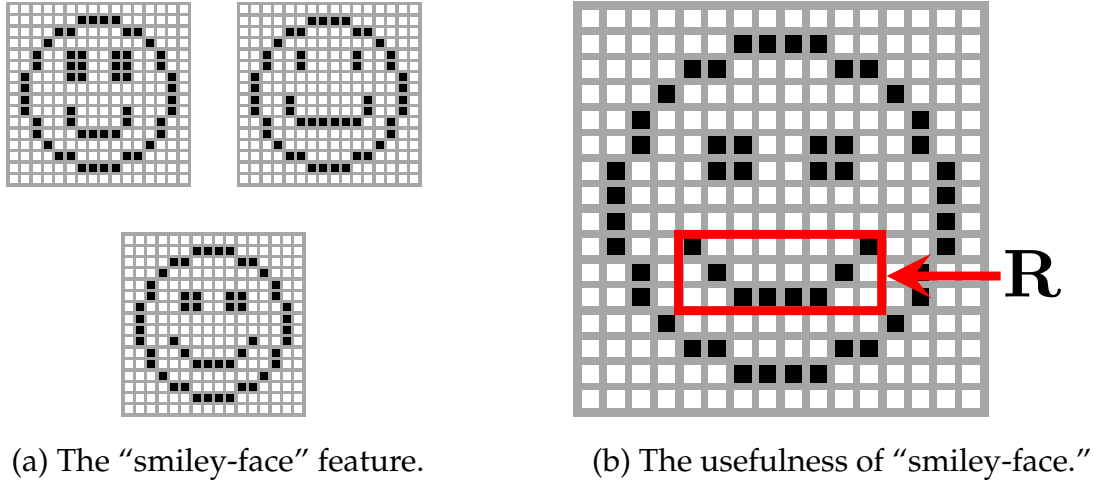 R
(a) The “smiley-face” feature.
(b) The usefulness of “smiley-face.”